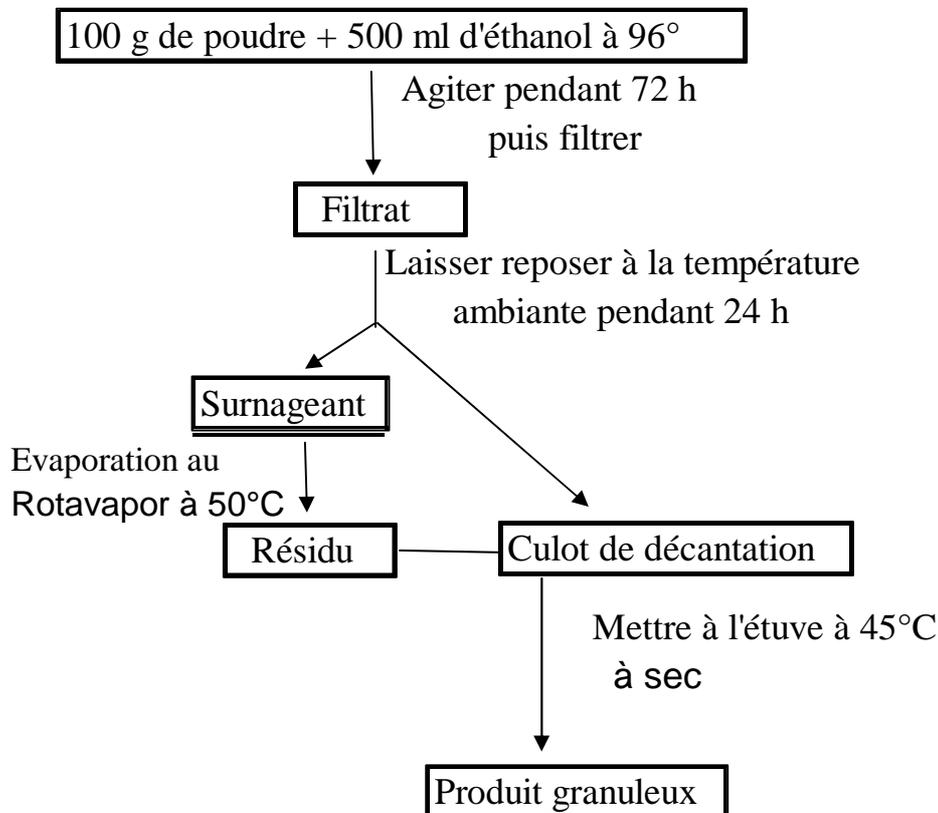 100 g de poudre + 500 ml d'éthanol à 96°
Agiter pendant 72 h
puis filtrer
Filtrat
Laisser reposer à la température
ambiante pendant 24 h
Surnageant
Evaporation au
Rotavapor à 50°C
Résidu
Culot de décantation
Mettre à l'étuve à 45°C
à sec
Produit granuleux